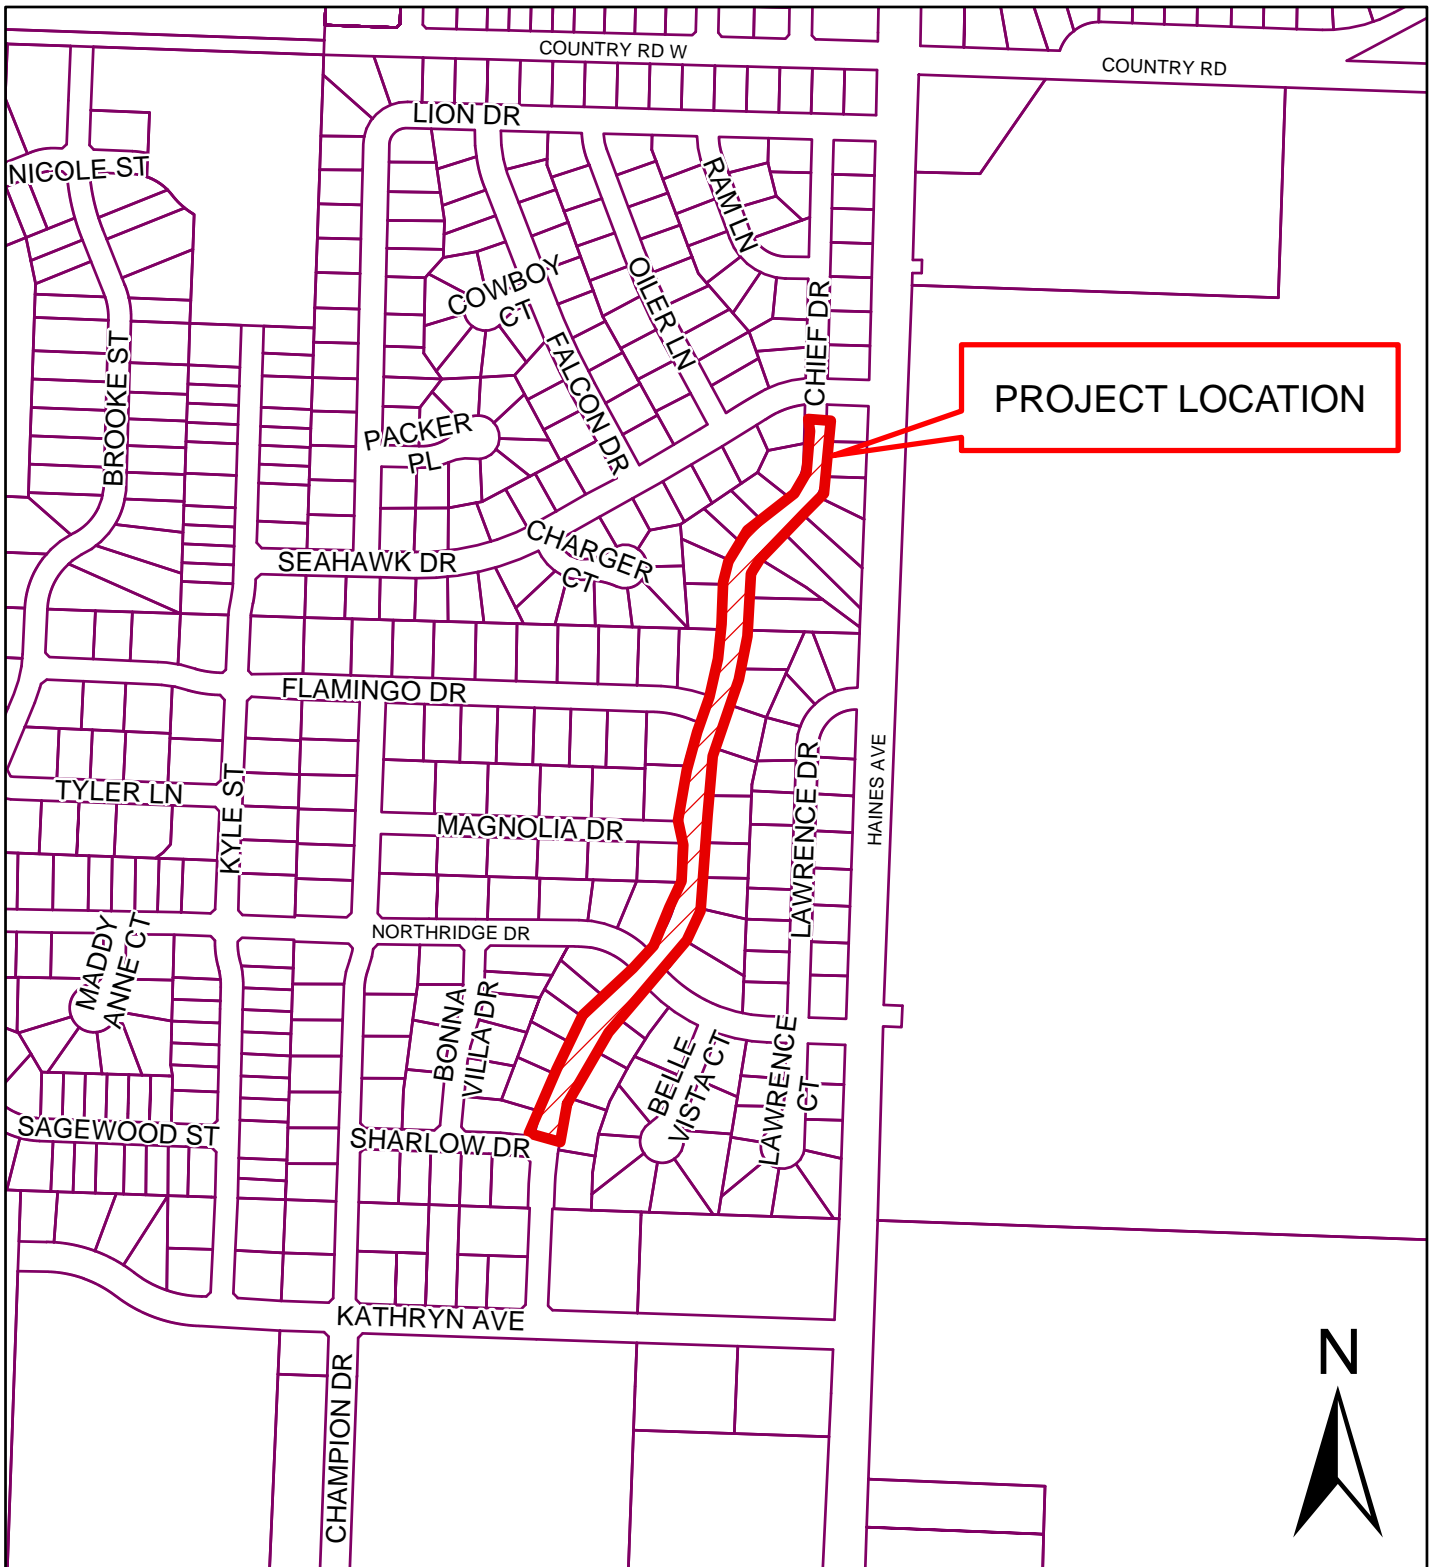 COUNTRY RD W
COUNTRY RD
LION DR
NICOLE ST
RAM LN
COWBOY
CT
OILER LN
CHIEF DR
BROOKE ST
FALCON DR
PROJECT LOCATION
PACKER
PL
CHARGER
CT
SEAHAWK DR
FLAMINGO DR
TYLER LN
KYLE ST
MAGNOLIA DR
LAWRENCE DR
HAINES AVE
NORTHRIDGE DR
MADDY
ANNE CT
BONNA
VILLA DR
BELLE
VISTA CT
LAWRENCE
CT
SAGEWOOD ST
SHARLOW DR
KATHRYN AVE
CHAMPION DR
N